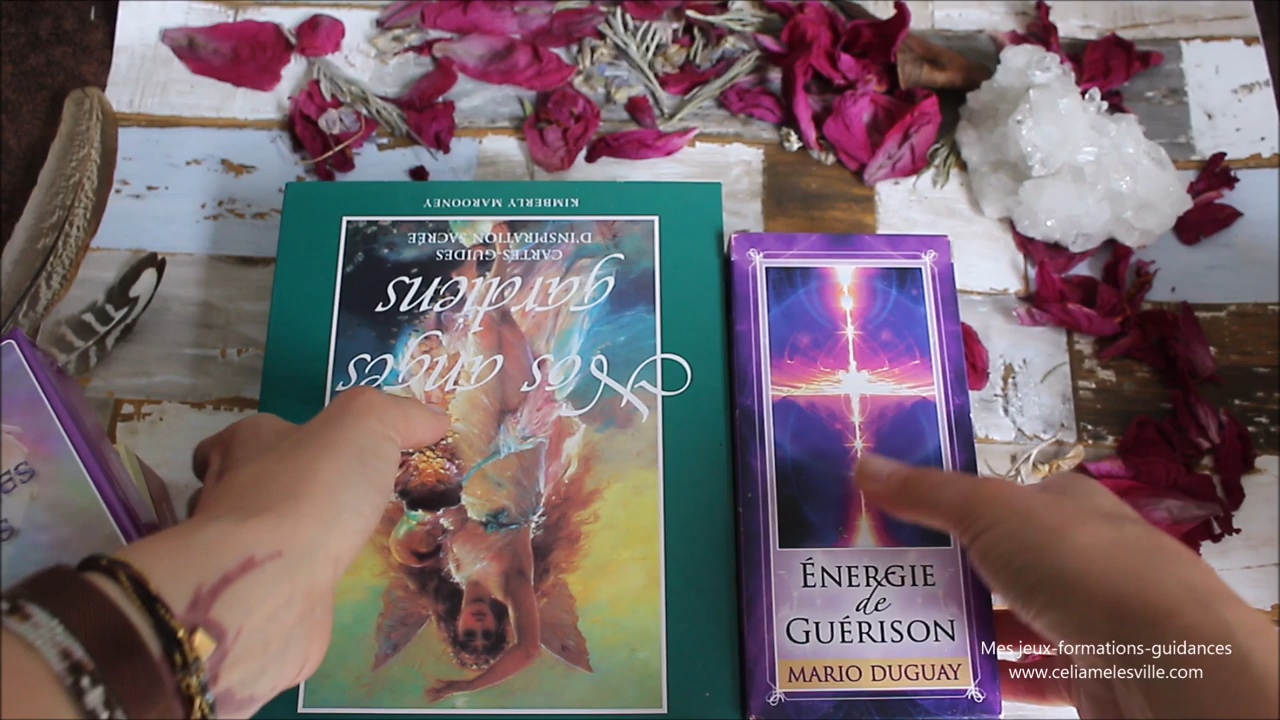 KIMBERLY MAROONEY
CARTES-GUIDES
D'INSPIRATION SACRÉE
Nos anges
gardiens
ÉNERGIE
de
GUÉRISON
MARIO DUGUAY
Mes jeux-formations-guidances
www.celiamelesville.com